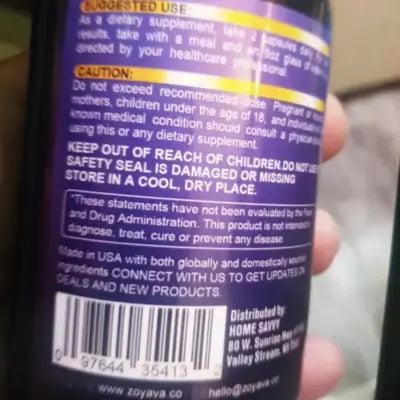 SUGGESTED USE:
As a dietary supplement, take 2 capsules daily. For
results, take with a meal and an 8oz glass of
directed by your healthcare professional.
CAUTION:
Do not exceed recommended dose. Pregnant or
mothers, children under the age of 18, and individuals
known medical condition should consult a physician
using this or any dietary supplement.
KEEP OUT OF REACH OF CHILDREN.DO NOT USE
SAFETY SEAL IS DAMAGED OR MISSING
STORE IN A COOL, DRY PLACE.
*These statements have not been evaluated by the Food
and Drug Administration. This product is not intended to
diagnose, treat, cure or prevent any disease.
Made in USA with both globally and domestically sourced
ingredients CONNECT WITH US TO GET UPDATES ON
DEALS AND NEW PRODUCTS.
Distributed by:
HOME SAVVY
80 W. Sunrise Hwy
Valley Stream, NY
0 97644 35413 2
www.zoyava.co hello@zoyava.co